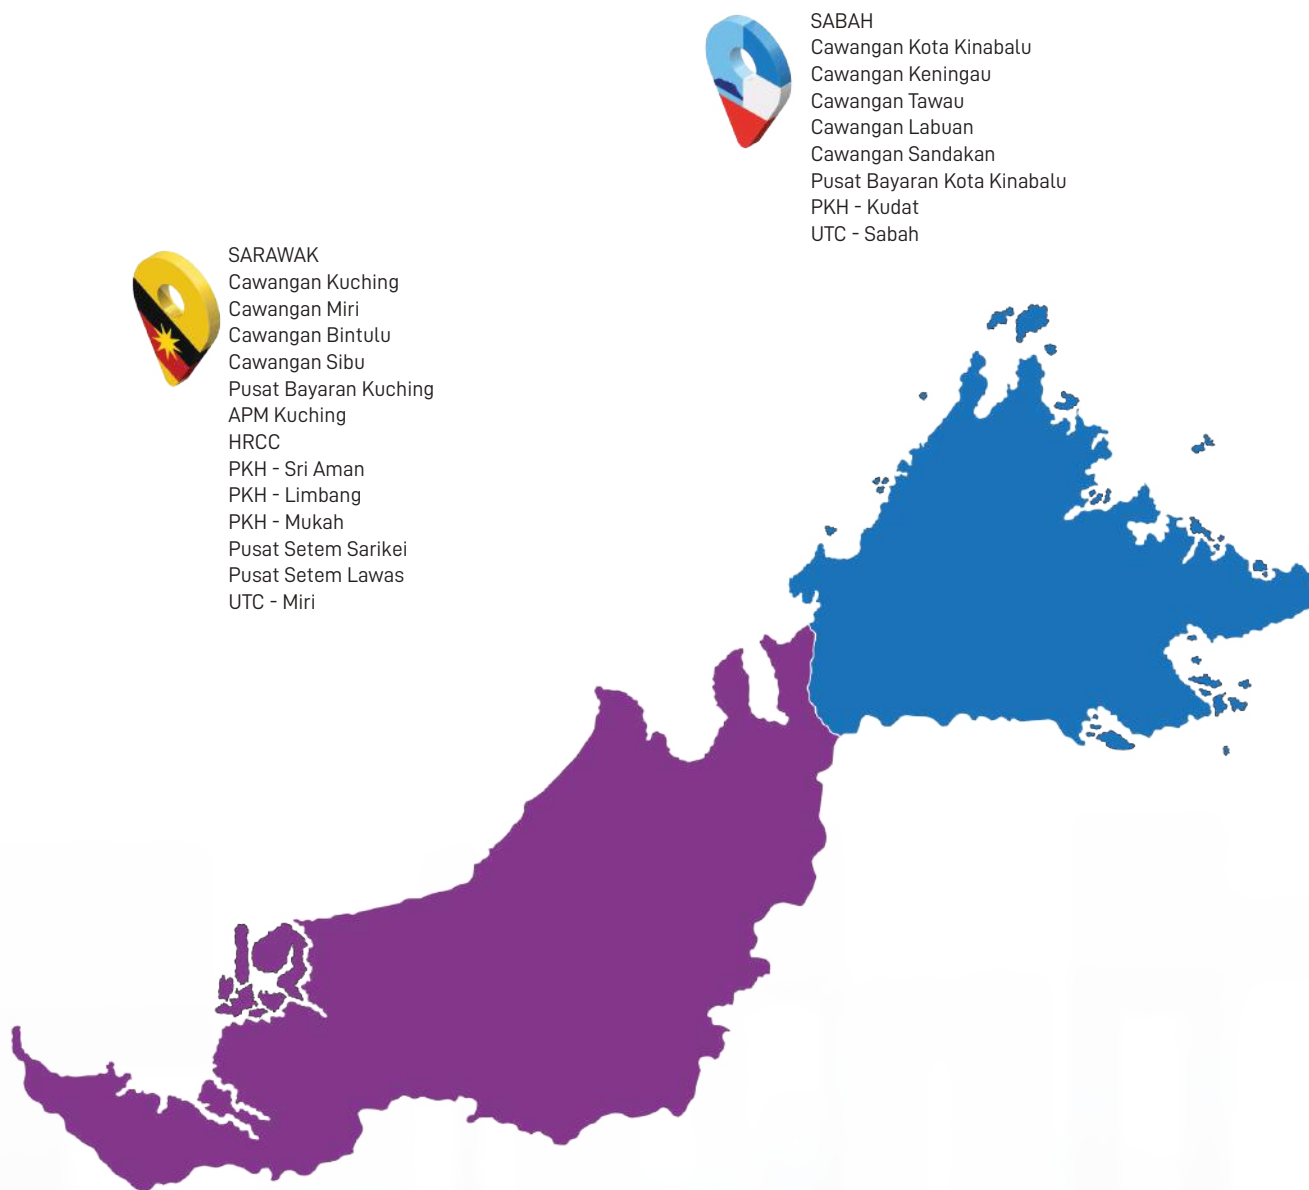 SABAH
Cawangan Kota Kinabalu
Cawangan Keningau
Cawangan Tawau
Cawangan Labuan
Cawangan Sandakan
Pusat Bayaran Kota Kinabalu
PKH - Kudat
UTC - Sabah
SARAWAK
Cawangan Kuching
Cawangan Miri
Cawangan Bintulu
Cawangan Sibu
Pusat Bayaran Kuching
APM Kuching
HRCC
PKH - Sri Aman
PKH - Limbang
PKH - Mukah
Pusat Setem Sarikei
Pusat Setem Lawas
UTC - Miri